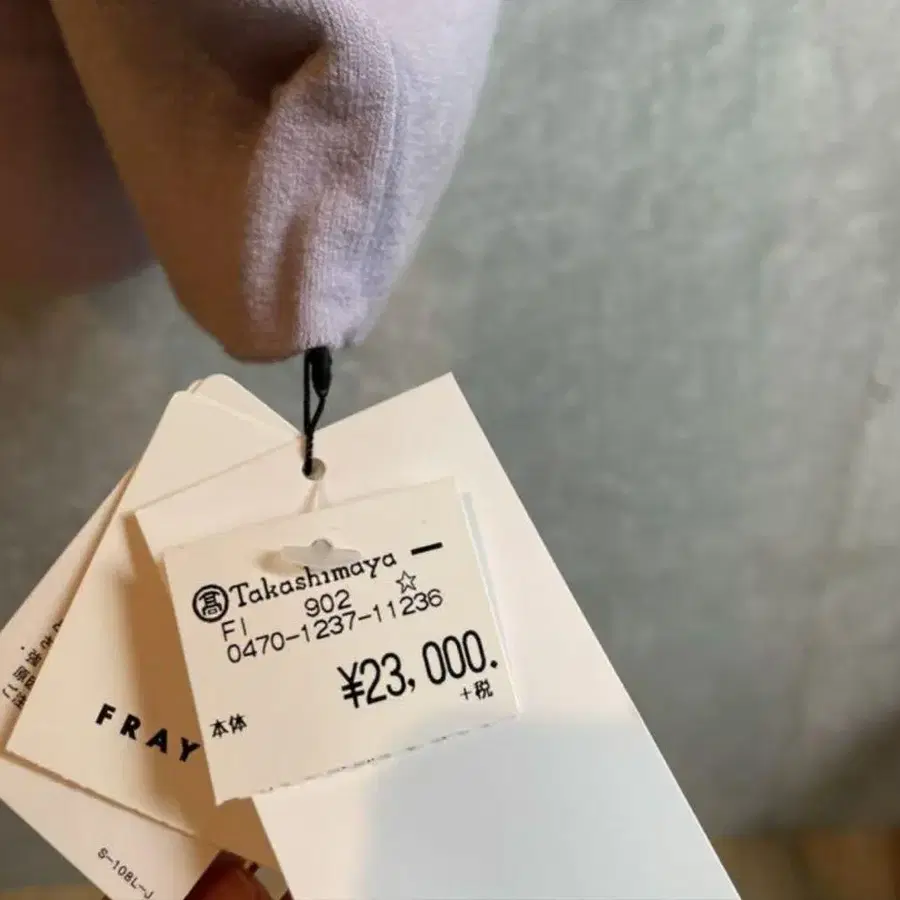 髙 Takashimaya
FI 902 ☆
0470-1237-11236
¥23,000.
本体 +税
FRAY
S-108L-J